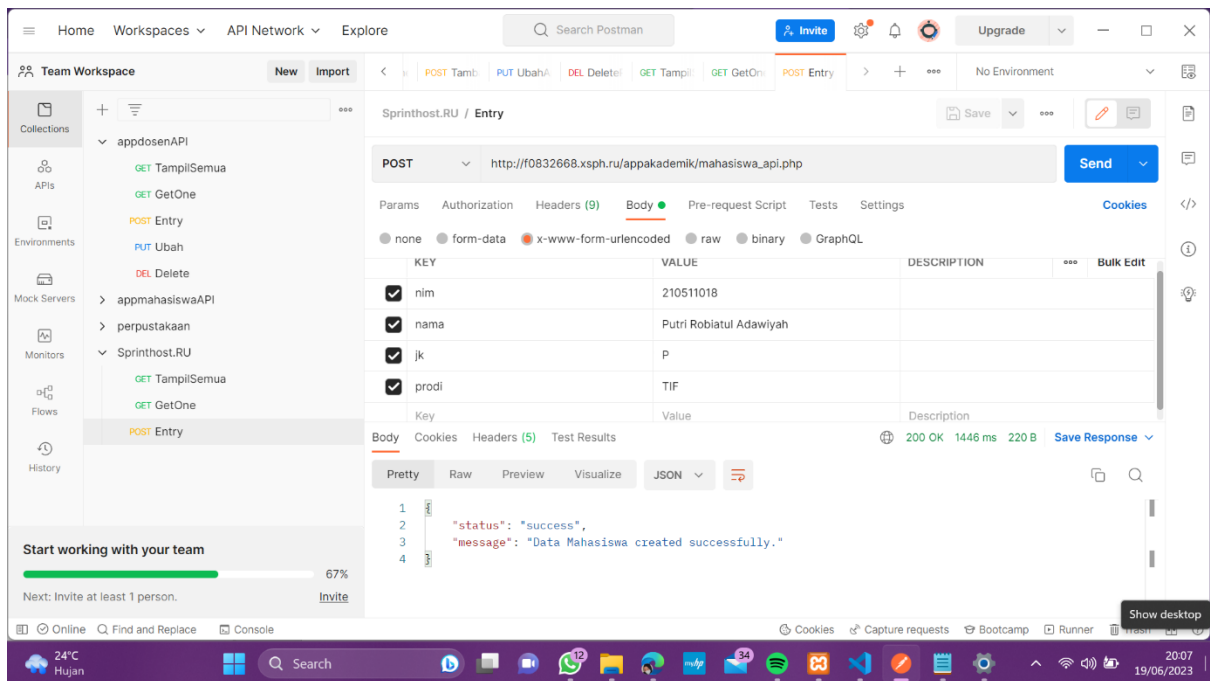 Home Workspaces API Network Explore Search Postman Invite Upgrade
Team Workspace New Import POST Tamb PUT UbahA DEL Delete GET Tampil GET GetOn POST Entry No Environment
Collections
APIs
Environments
Mock Servers
Monitors
Flows
History
appdosenAPI
GET TampilSemua
GET GetOne
POST Entry
PUT Ubah
DEL Delete
appmahasiswaAPI
perpustakaan
Sprinthost.RU
GET TampilSemua
GET GetOne
POST Entry
Start working with your team
67%
Next: Invite at least 1 person. Invite
Sprinthost.RU / Entry Save
POST http://f0832668.xsph.ru/appakademik/mahasiswa_api.php Send
Params Authorization Headers (9) Body Pre-request Script Tests Settings Cookies
none form-data x-www-form-urlencoded raw binary GraphQL
KEY VALUE DESCRIPTION Bulk Edit
nim 210511018
nama Putri Robiatul Adawiyah
jk P
prodi TIF
Key Value Description
Body Cookies Headers (5) Test Results 200 OK 1446 ms 220 B Save Response
Pretty Raw Preview Visualize JSON
1 {
2 "status": "success",
3 "message": "Data Mahasiswa created successfully."
4 }
Show desktop
Online Find and Replace Console Cookies Capture requests Bootcamp Runner Trash
24°C
Hujan
Search
12
34
20:07
19/06/2023